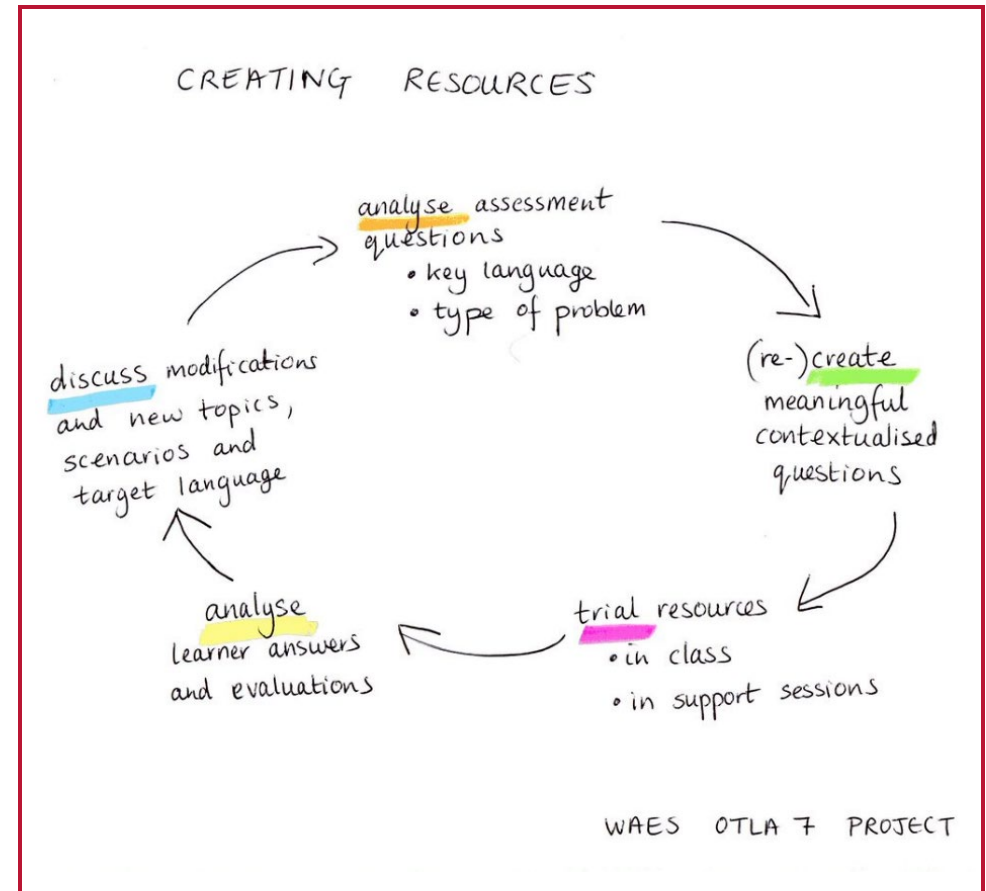 CREATING RESOURCES
analyse assessment
questions
• key language
• type of problem
(re-)create
meaningful
contextualised
questions
trial resources
• in class
• in support sessions
analyse
learner answers
and evaluations
discuss modifications
and new topics,
scenarios and
target language
WAES OTLA 7 PROJECT